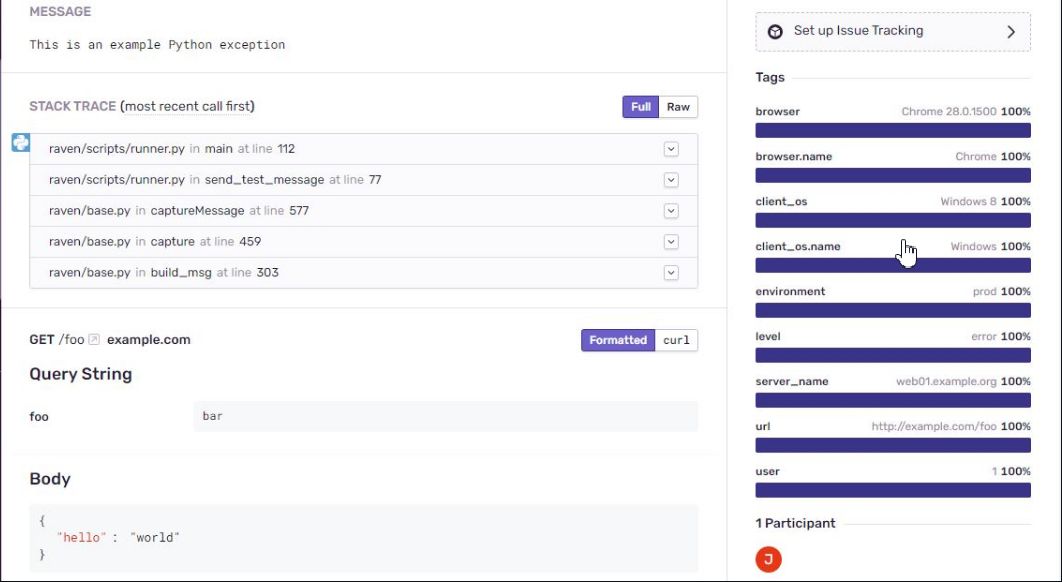 MESSAGE
This is an example Python exception
STACK TRACE (most recent call first)
Full Raw
raven/scripts/runner.py in main at line 112
raven/scripts/runner.py in send_test_message at line 77
raven/base.py in captureMessage at line 577
raven/base.py in capture at line 459
raven/base.py in build_msg at line 303
GET /foo example.com
Formatted curl
Query String
foo bar
Body
{
"hello": "world"
}
Set up Issue Tracking
Tags
browser Chrome 28.0.1500 100%
browser.name Chrome 100%
client_os Windows 8 100%
client_os.name Windows 100%
environment prod 100%
level error 100%
server_name web01.example.org 100%
url http://example.com/foo 100%
user 1 100%
1 Participant
J